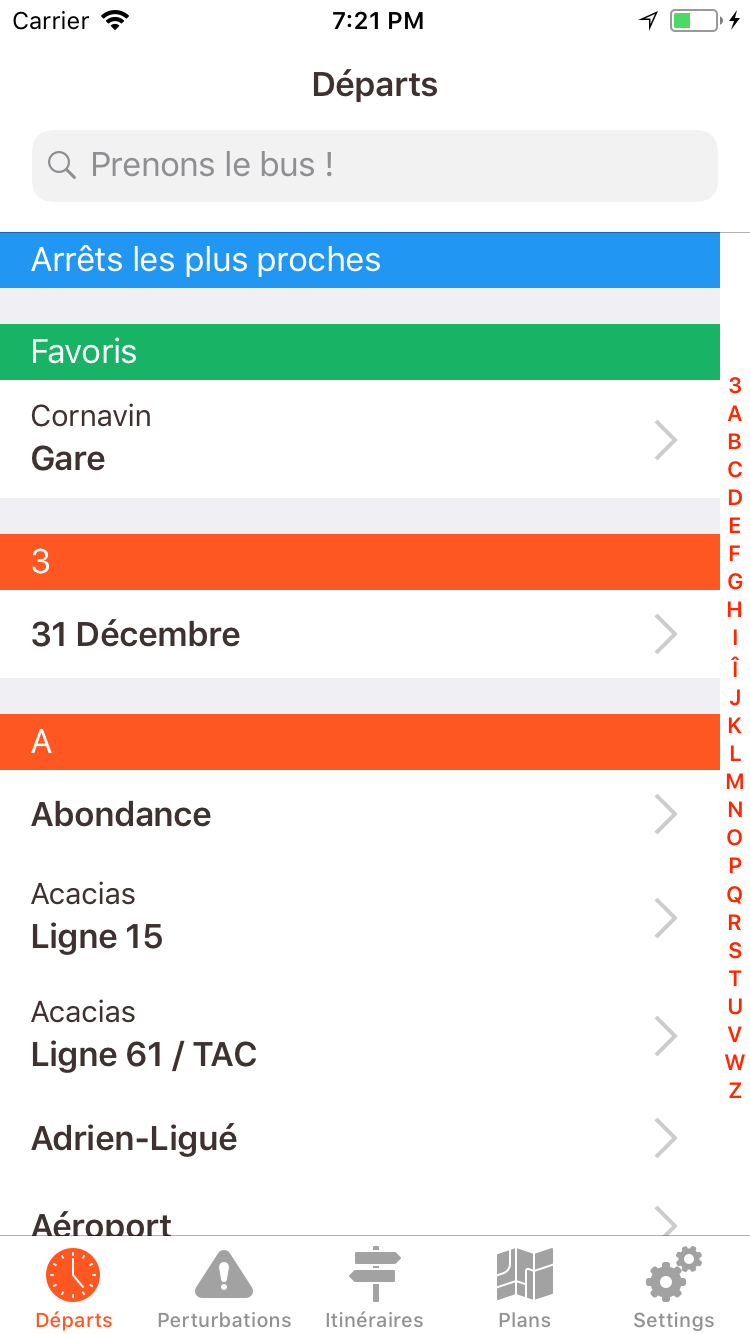 Carrier 7:21 PM
Départs
Prenons le bus !
Arrêts les plus proches
Favoris
Cornavin
Gare
3
31 Décembre
A
Abondance
Acacias
Ligne 15
Acacias
Ligne 61 / TAC
Adrien-Ligué
Aéroport
3
A
B
C
D
E
F
G
H
I
Î
J
K
L
M
N
O
P
Q
R
S
T
U
V
W
Z
Départs Perturbations Itinéraires Plans Settings